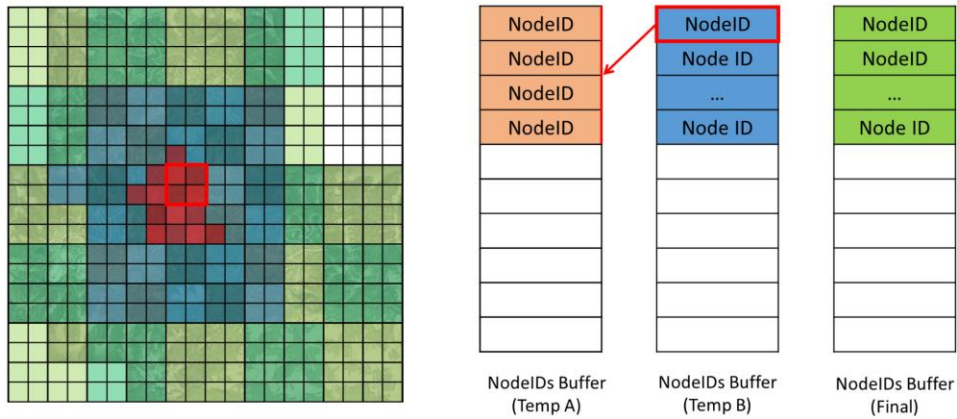 NodeID
NodeID
NodeID
NodeID
NodeIDs Buffer
(Temp A)
NodeID
Node ID
...
Node ID
NodeIDs Buffer
(Temp B)
NodeID
NodeID
...
Node ID
NodeIDs Buffer
(Final)